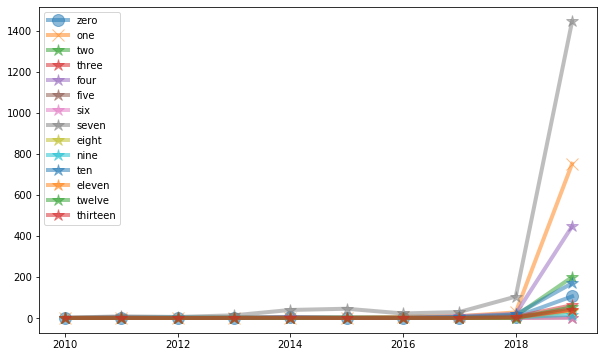 1400
1200
1000
800
600
400
200
0
2010
2012
2014
2016
2018
zero
one
two
three
four
five
six
seven
eight
nine
ten
eleven
twelve
thirteen